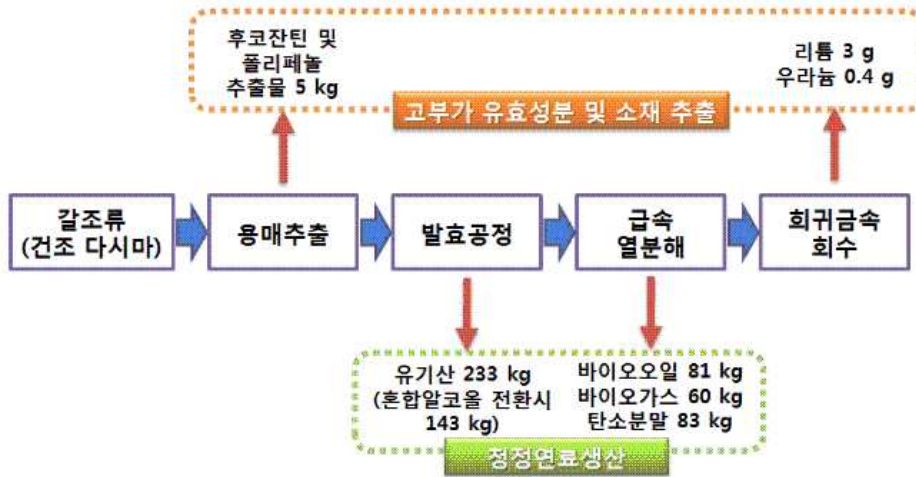 후코잔틴 및
폴리페놀
추출물 5 kg
리튬 3 g
우라늄 0.4 g
고부가 유효성분 및 소재 추출
갈조류
(건조 다시마)
용매추출
발효공정
급속
열분해
희귀금속
회수
유기산 233 kg
(혼합알코올 전환시
143 kg)
바이오오일 81 kg
바이오가스 60 kg
탄소분말 83 kg
청정연료생산